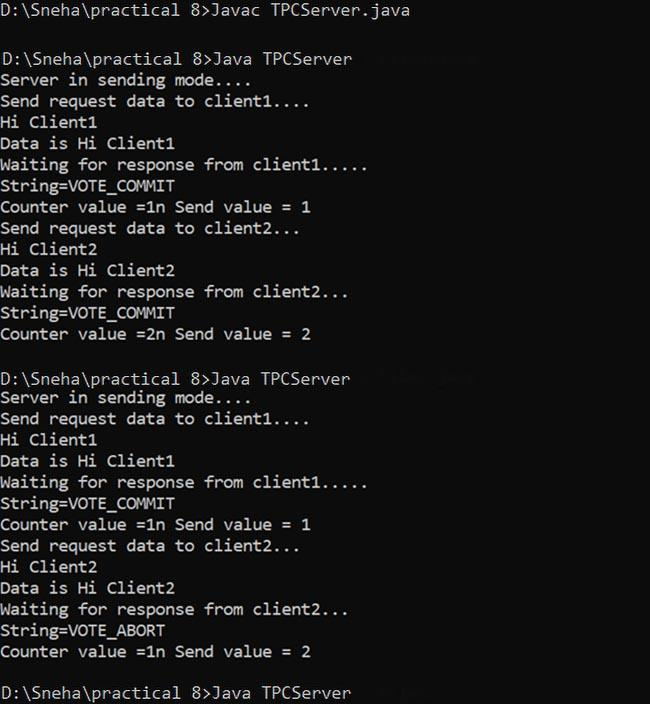 D:\Sneha\practical 8>Javac TPCServer.java
D:\Sneha\practical 8>Java TPCServer
Server in sending mode....
Send request data to client1....
Hi Client1
Data is Hi Client1
Waiting for response from client1.....
String=VOTE_COMMIT
Counter value =1n Send value = 1
Send request data to client2...
Hi Client2
Data is Hi Client2
Waiting for response from client2...
String=VOTE_COMMIT
Counter value =2n Send value = 2
D:\Sneha\practical 8>Java TPCServer
Server in sending mode....
Send request data to client1....
Hi Client1
Data is Hi Client1
Waiting for response from client1.....
String=VOTE_COMMIT
Counter value =1n Send value = 1
Send request data to client2...
Hi Client2
Data is Hi Client2
Waiting for response from client2...
String=VOTE_ABORT
Counter value =1n Send value = 2
D:\Sneha\practical 8>Java TPCServer